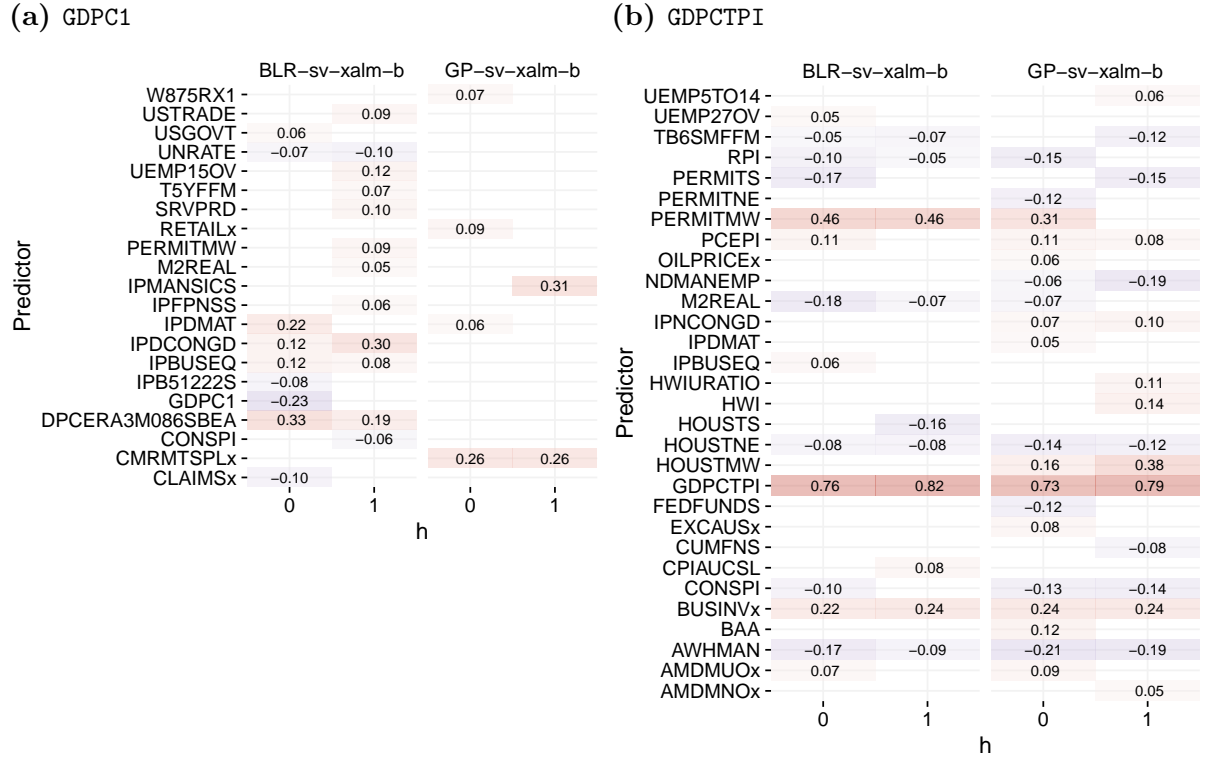 (a) GDPC1
BLR−sv−xalm−b GP−sv−xalm−b
W875RX1 0.07
USTRADE 0.09
USGOVT 0.06
UNRATE −0.07 −0.10
UEMP15OV 0.12
T5YFFM 0.07
SRVPRD 0.10
RETAILx 0.09
PERMITMW 0.09
M2REAL 0.05
IPMANSICS 0.31
IPFPNSS 0.06
IPDMAT 0.22 0.06
IPDCONGD 0.12 0.30
IPBUSEQ 0.12 0.08
IPB51222S −0.08
GDPC1 −0.23
DPCERA3M086SBEA 0.33 0.19
CONSPI −0.06
CMRMTSPLx 0.26 0.26
CLAIMSx −0.10
0 1 0 1
h
Predictor
(b) GDPCTPI
BLR−sv−xalm−b GP−sv−xalm−b
UEMP5TO14 0.06
UEMP27OV 0.05
TB6SMFFM −0.05 −0.07 −0.12
RPI −0.10 −0.05 −0.15
PERMITS −0.17 −0.15
PERMITNE −0.12
PERMITMW 0.46 0.46 0.31
PCEPI 0.11 0.11 0.08
OILPRICEx 0.06
NDMANEMP −0.06 −0.19
M2REAL −0.18 −0.07 −0.07
IPNCONGD 0.07 0.10
IPDMAT 0.05
IPBUSEQ 0.06
HWIURATIO 0.11
HWI 0.14
HOUSTS −0.16
HOUSTNE −0.08 −0.08 −0.14 −0.12
HOUSTMW 0.16 0.38
GDPCTPI 0.76 0.82 0.73 0.79
FEDFUNDS −0.12
EXCAUSx 0.08
CUMFNS −0.08
CPIAUCSL 0.08
CONSPI −0.10 −0.13 −0.14
BUSINVx 0.22 0.24 0.24 0.24
BAA 0.12
AWHMAN −0.17 −0.09 −0.21 −0.19
AMDMUOx 0.07 0.09
AMDMNOx 0.05
0 1 0 1
h
Predictor